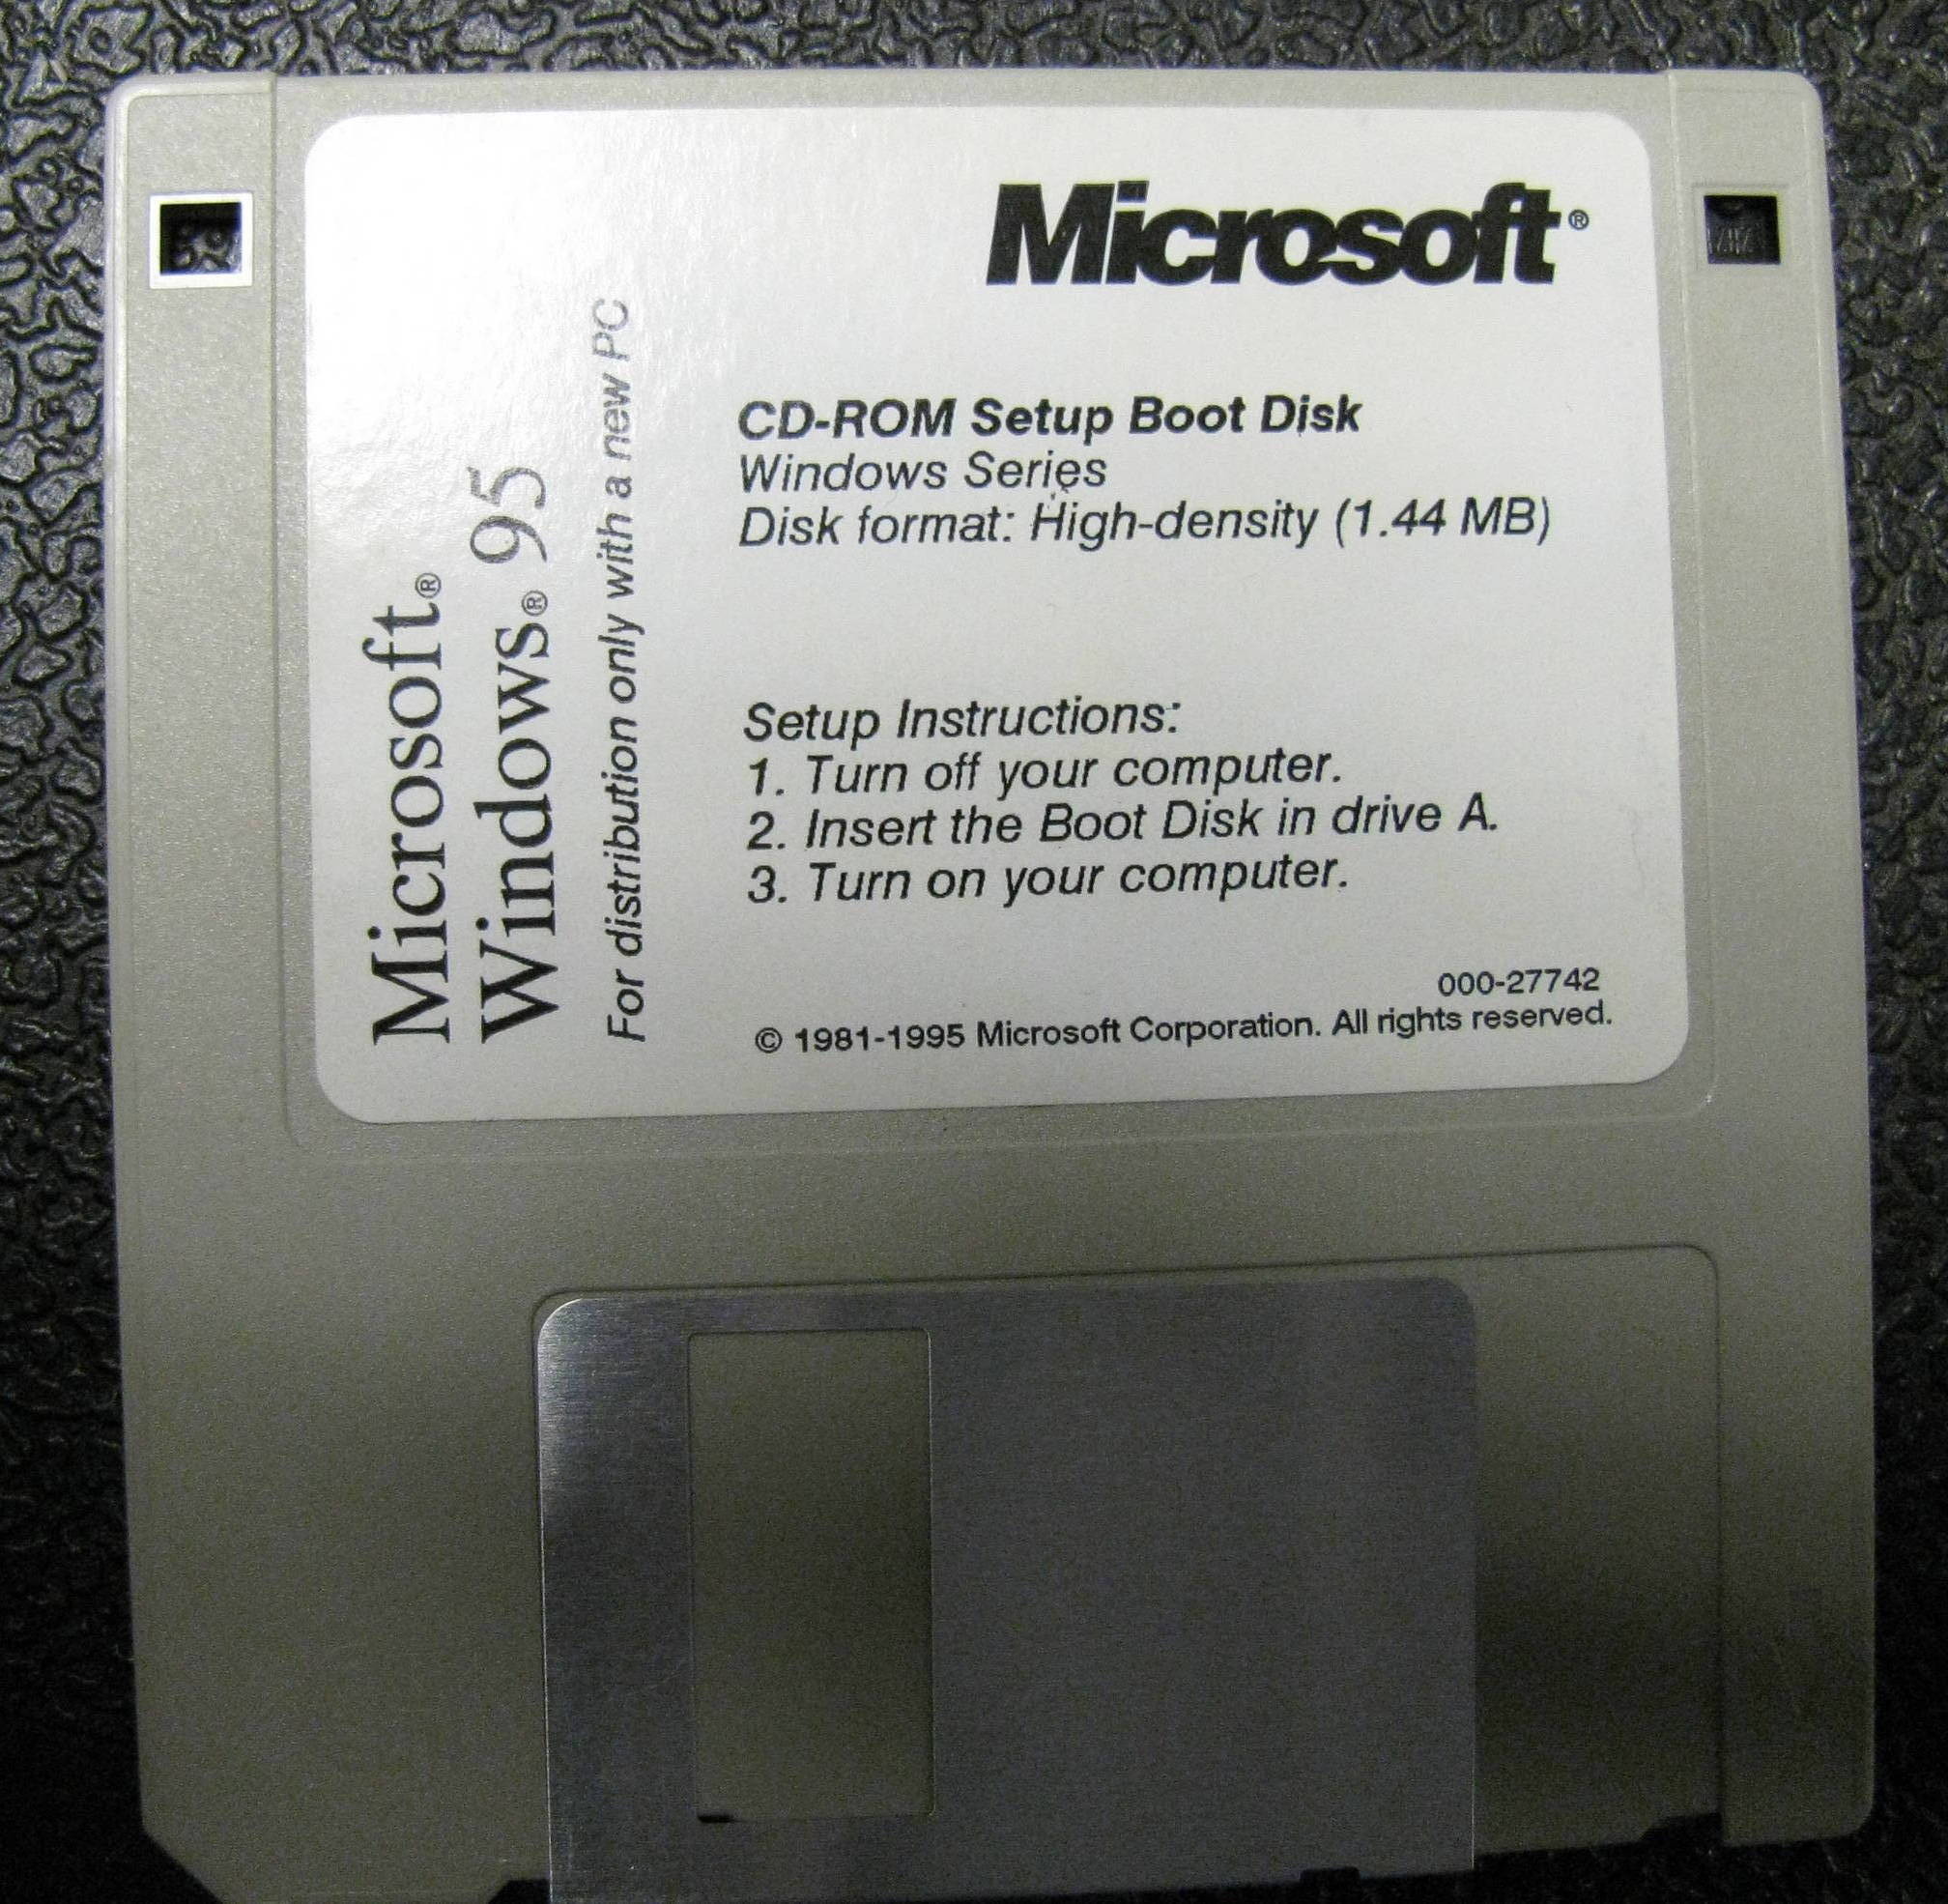 Microsoft®
CD-ROM Setup Boot Disk
Windows Series
Disk format: High-density (1.44 MB)
Setup Instructions:
1. Turn off your computer.
2. Insert the Boot Disk in drive A.
3. Turn on your computer.
000-27742
© 1981-1995 Microsoft Corporation. All rights reserved.
Microsoft®
Windows® 95
For distribution only with a new PC